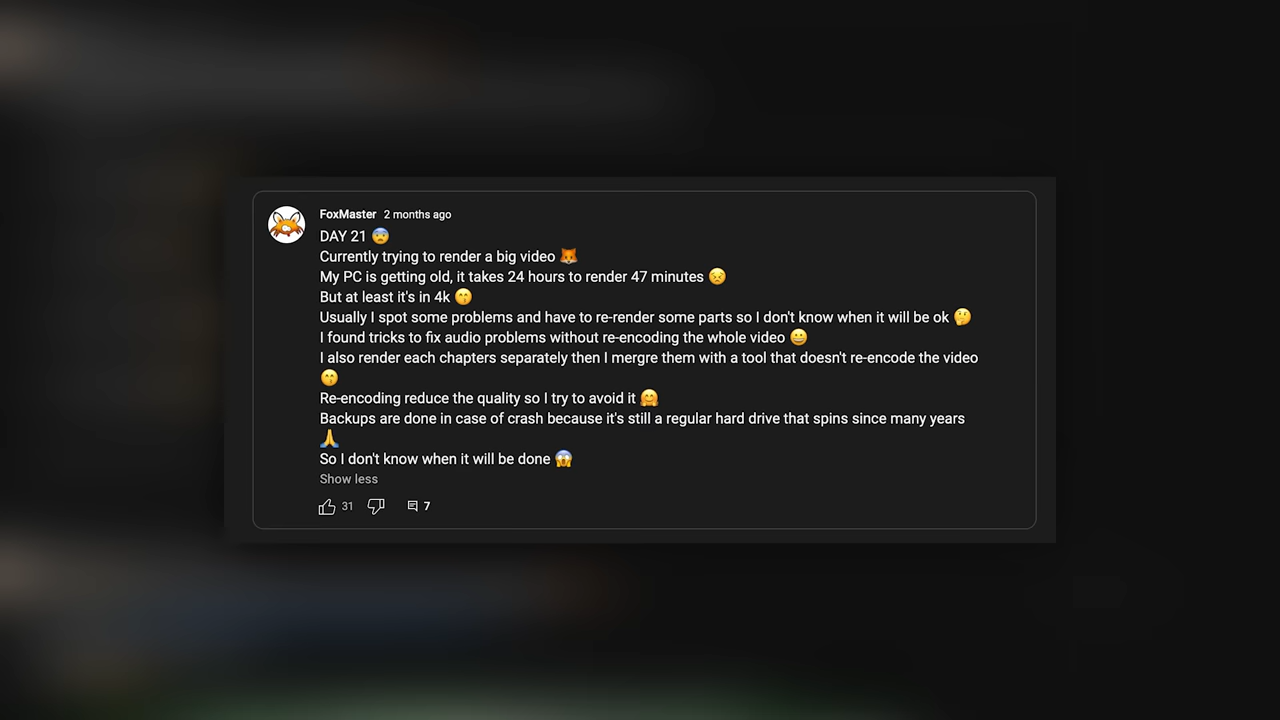 FoxMaster 2 months ago
DAY 21 😨
Currently trying to render a big video 🦊
My PC is getting old, it takes 24 hours to render 47 minutes 😣
But at least it's in 4k 😙
Usually I spot some problems and have to re-render some parts so I don't know when it will be ok 🤔
I found tricks to fix audio problems without re-encoding the whole video 😀
I also render each chapters separately then I mergre them with a tool that doesn't re-encode the video
😙
Re-encoding reduce the quality so I try to avoid it 🤗
Backups are done in case of crash because it's still a regular hard drive that spins since many years
🙏
So I don't know when it will be done 😱
Show less
31 7